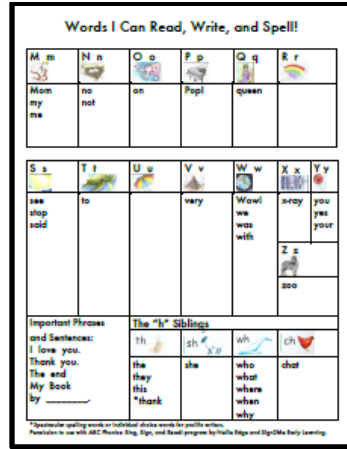 Words I Can Read, Write, and Spell!
M m N n O o P p Q q R r
Mom no on Pop! queen
my not
me
S s T t U u V v W w X x Y y
see to very Wow! x-ray you
stop we yes
said was your
with
Z z
zoo
Important Phrases and Sentences:
I love you.
Thank you.
The end
My Book
by ________.
The "h" Siblings
th sh wh ch
the she who chat
they what
this where
*thank when
why
*Spectacular spelling words or individual choice words for prolific writers.
Permission to use with ABC Phonics: Sing, Sign, and Read! program by Nellie Edge and Sign2Me Early Learning.